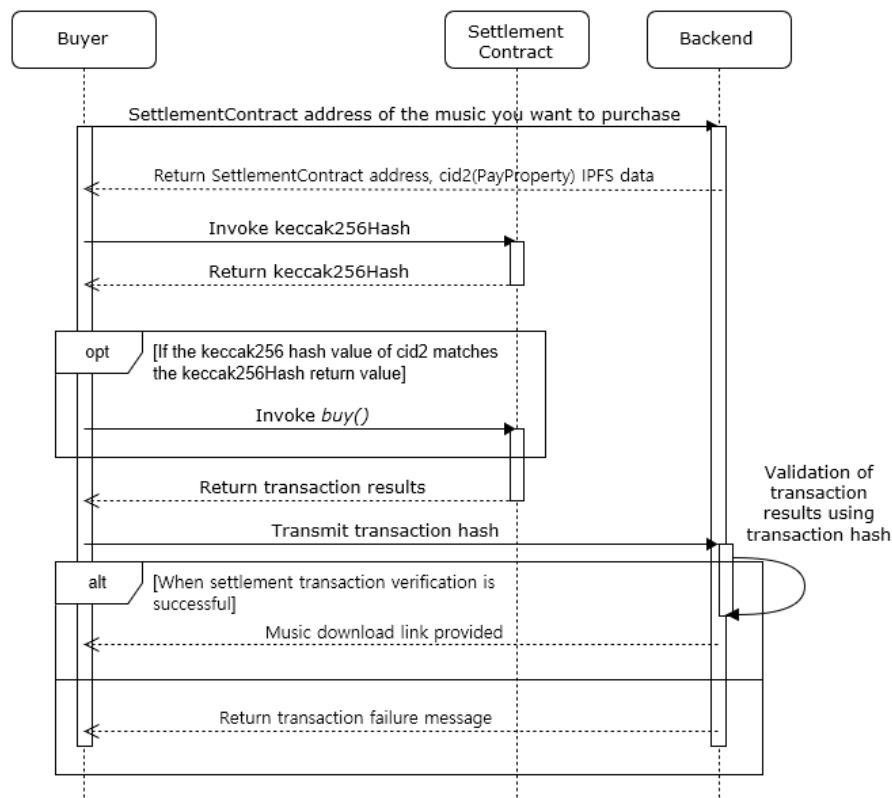 Buyer
Settlement
Contract
Backend
SettlementContract address of the music you want to purchase
Return SettlementContract address, cid2(PayProperty) IPFS data
Invoke keccak256Hash
Return keccak256Hash
opt
[If the keccak256 hash value of cid2 matches
the keccak256Hash return value]
Invoke buy()
Return transaction results
Validation of
transaction
results using
transaction hash
Transmit transaction hash
alt
[When settlement transaction verification is
successful]
Music download link provided
Return transaction failure message